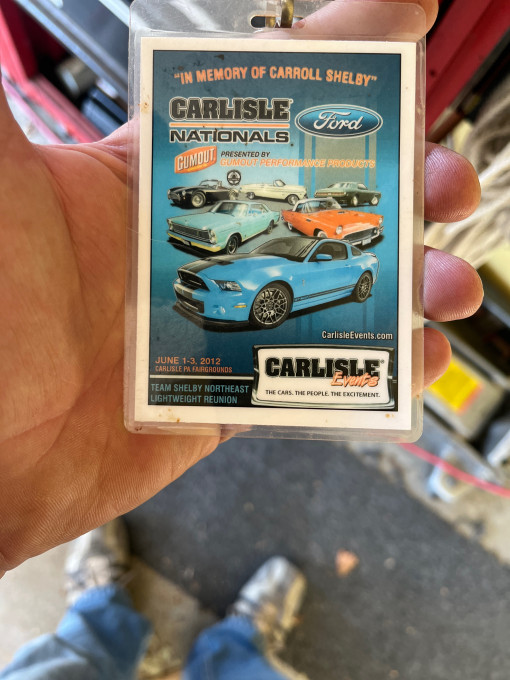 "IN MEMORY OF CARROLL SHELBY"
CARLISLE
NATIONALS
Ford
GUMOUT
PRESENTED BY
GUMOUT PERFORMANCE PRODUCTS
CarlisleEvents.com
JUNE 1-3, 2012
CARLISLE PA FAIRGROUNDS
TEAM SHELBY NORTHEAST
LIGHTWEIGHT REUNION
CARLISLE
Events
THE CARS. THE PEOPLE. THE EXCITEMENT.